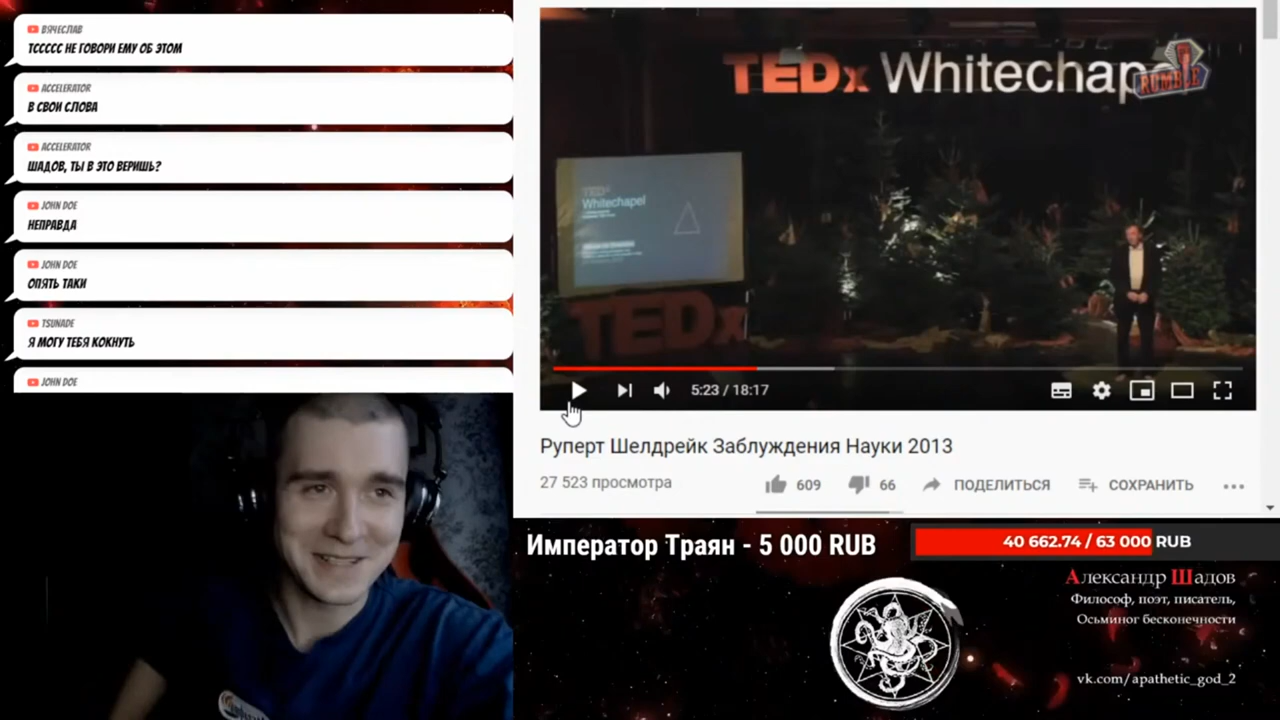 ВЯЧЕСЛАВ
ТССССС НЕ ГОВОРИ ЕМУ ОБ ЭТОМ
ACCELERATOR
В СВОИ СЛОВА
ACCELERATOR
ШАДОВ, ТЫ В ЭТО ВЕРИШЬ?
JOHN DOE
НЕПРАВДА
JOHN DOE
ОПЯТЬ ТАКИ
TSUNADE
Я МОГУ ТЕБЯ КОКНУТЬ
JOHN DOE
TEDx Whitechap
RUMBLE
TEDx
Whitechapel
TEDx
5:23 / 18:17
Руперт Шелдрейк Заблуждения Науки 2013
27 523 просмотра
609
66
ПОДЕЛИТЬСЯ
СОХРАНИТЬ
Император Траян - 5 000 RUB
40 662.74 / 63 000 RUB
Александр Шадов
Философ, поэт, писатель,
Осьминог бесконечности
vk.com/apathetic_god_2